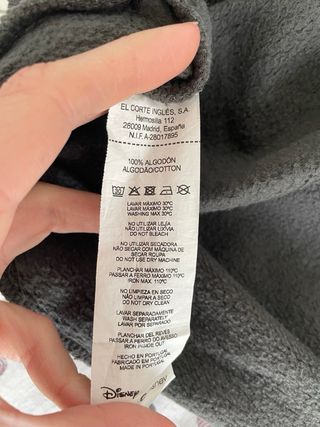 EL CORTE INGLÉS, S.A.
Hermosilla 112
28009 Madrid, España
N.I.F. A-28017895
100% ALGODÓN
ALGODÃO/COTTON
30
LAVAR MÁXIMO 30ºC
LAVAR MÁXIMO 30ºC
WASHING MAX 30ºC
NO UTILIZAR LEJÍA
NÃO UTILIZAR LIXÍVIA
DO NOT BLEACH
NO UTILIZAR SECADORA
NÃO SECAR COM MÁQUINA DE
SECAR ROUPA
DO NOT USE DRY MACHINE
PLANCHAR MÁXIMO 110ºC
PASSAR A FERRO MÁXIMO 110ºC
IRON MAX. 110ºC
NO LIMPIEZA EN SECO
NÃO LIMPAR A SECO
DO NOT DRY CLEAN
LAVAR SEPARADAMENTE
WASH SEPARATELY
LAVAR POR SEPARADO
PLANCHAR DEL REVÉS
PASSAR A FERRO DO AVESSO
IRON INSIDE OUT
HECHO EN PORTUGAL
FABRICADO EM PORTUGAL
MADE IN PORTUGAL
Disney